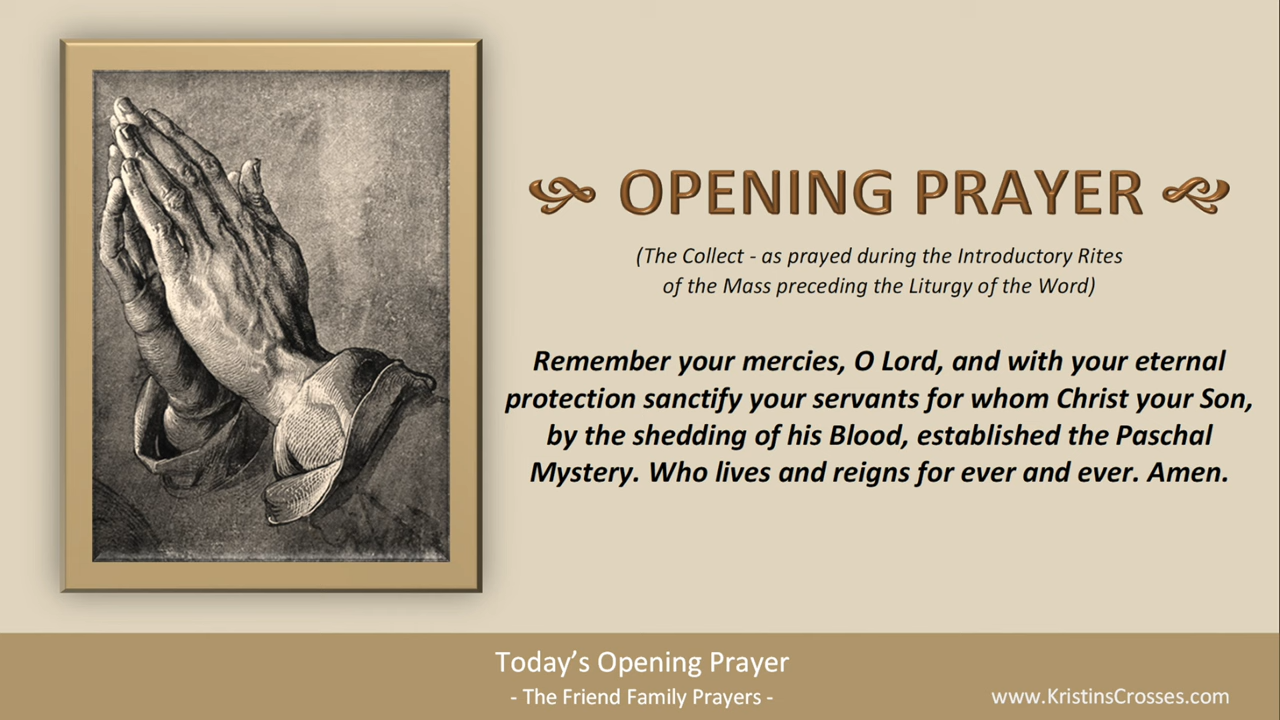 OPENING PRAYER
(The Collect - as prayed during the Introductory Rites
of the Mass preceding the Liturgy of the Word)
Remember your mercies, O Lord, and with your eternal
protection sanctify your servants for whom Christ your Son,
by the shedding of his Blood, established the Paschal
Mystery. Who lives and reigns for ever and ever. Amen.
Today’s Opening Prayer
- The Friend Family Prayers -
www.KristinsCrosses.com